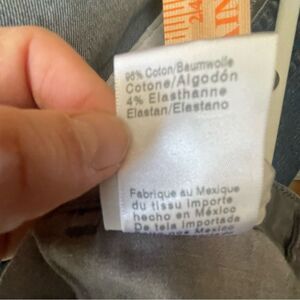 96% Coton/Baumwolle
Cotone/Algodón
4% Elasthanne
Elastan/Elastano
Fabrique au Mexique
du tissu importe
hecho en México
De tela importada